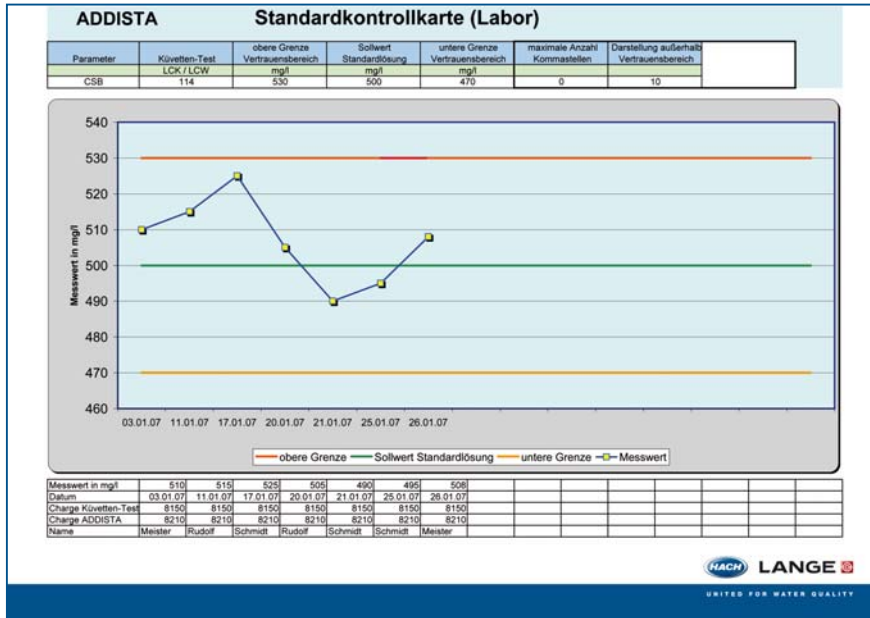 ADDISTA Standardkontrollkarte (Labor)
Parameter Küvetten-Test obere Grenze Vertrauensbereich Sollwert Standardlösung untere Grenze Vertrauensbereich maximale Anzahl Kommastellen Darstellung außerhalb Vertrauensbereich
LCK / LCW mg/l mg/l mg/l
CSB 114 530 500 470 0 10
Messwert in mg/l
540
530
520
510
500
490
480
470
460
03.01.07 11.01.07 17.01.07 20.01.07 21.01.07 25.01.07 26.01.07
obere Grenze Sollwert Standardlösung untere Grenze Messwert
Messwert in mg/l 510 515 525 505 490 495 508
Datum 03.01.07 11.01.07 17.01.07 20.01.07 21.01.07 25.01.07 26.01.07
Charge Küvetten-Test 8150 8150 8150 8150 8150 8150 8150
Charge ADDISTA 8210 8210 8210 8210 8210 8210 8210
Name Meister Rudolf Schmidt Rudolf Schmidt Schmidt Meister
HACH LANGE
UNITED FOR WATER QUALITY